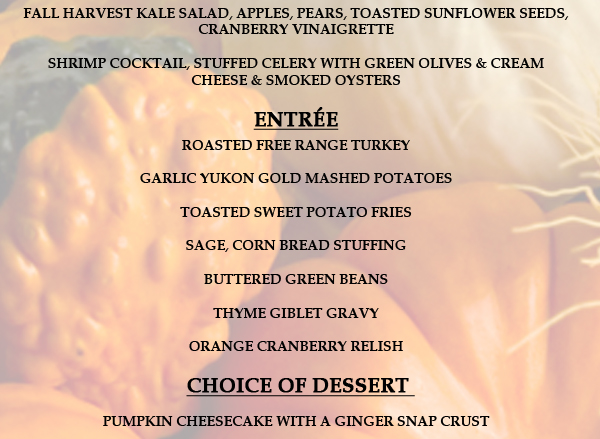 FALL HARVEST KALE SALAD, APPLES, PEARS, TOASTED SUNFLOWER SEEDS,
CRANBERRY VINAIGRETTE
SHRIMP COCKTAIL, STUFFED CELERY WITH GREEN OLIVES & CREAM
CHEESE & SMOKED OYSTERS
ENTRÉE
ROASTED FREE RANGE TURKEY
GARLIC YUKON GOLD MASHED POTATOES
TOASTED SWEET POTATO FRIES
SAGE, CORN BREAD STUFFING
BUTTERED GREEN BEANS
THYME GIBLET GRAVY
ORANGE CRANBERRY RELISH
CHOICE OF DESSERT
PUMPKIN CHEESECAKE WITH A GINGER SNAP CRUST